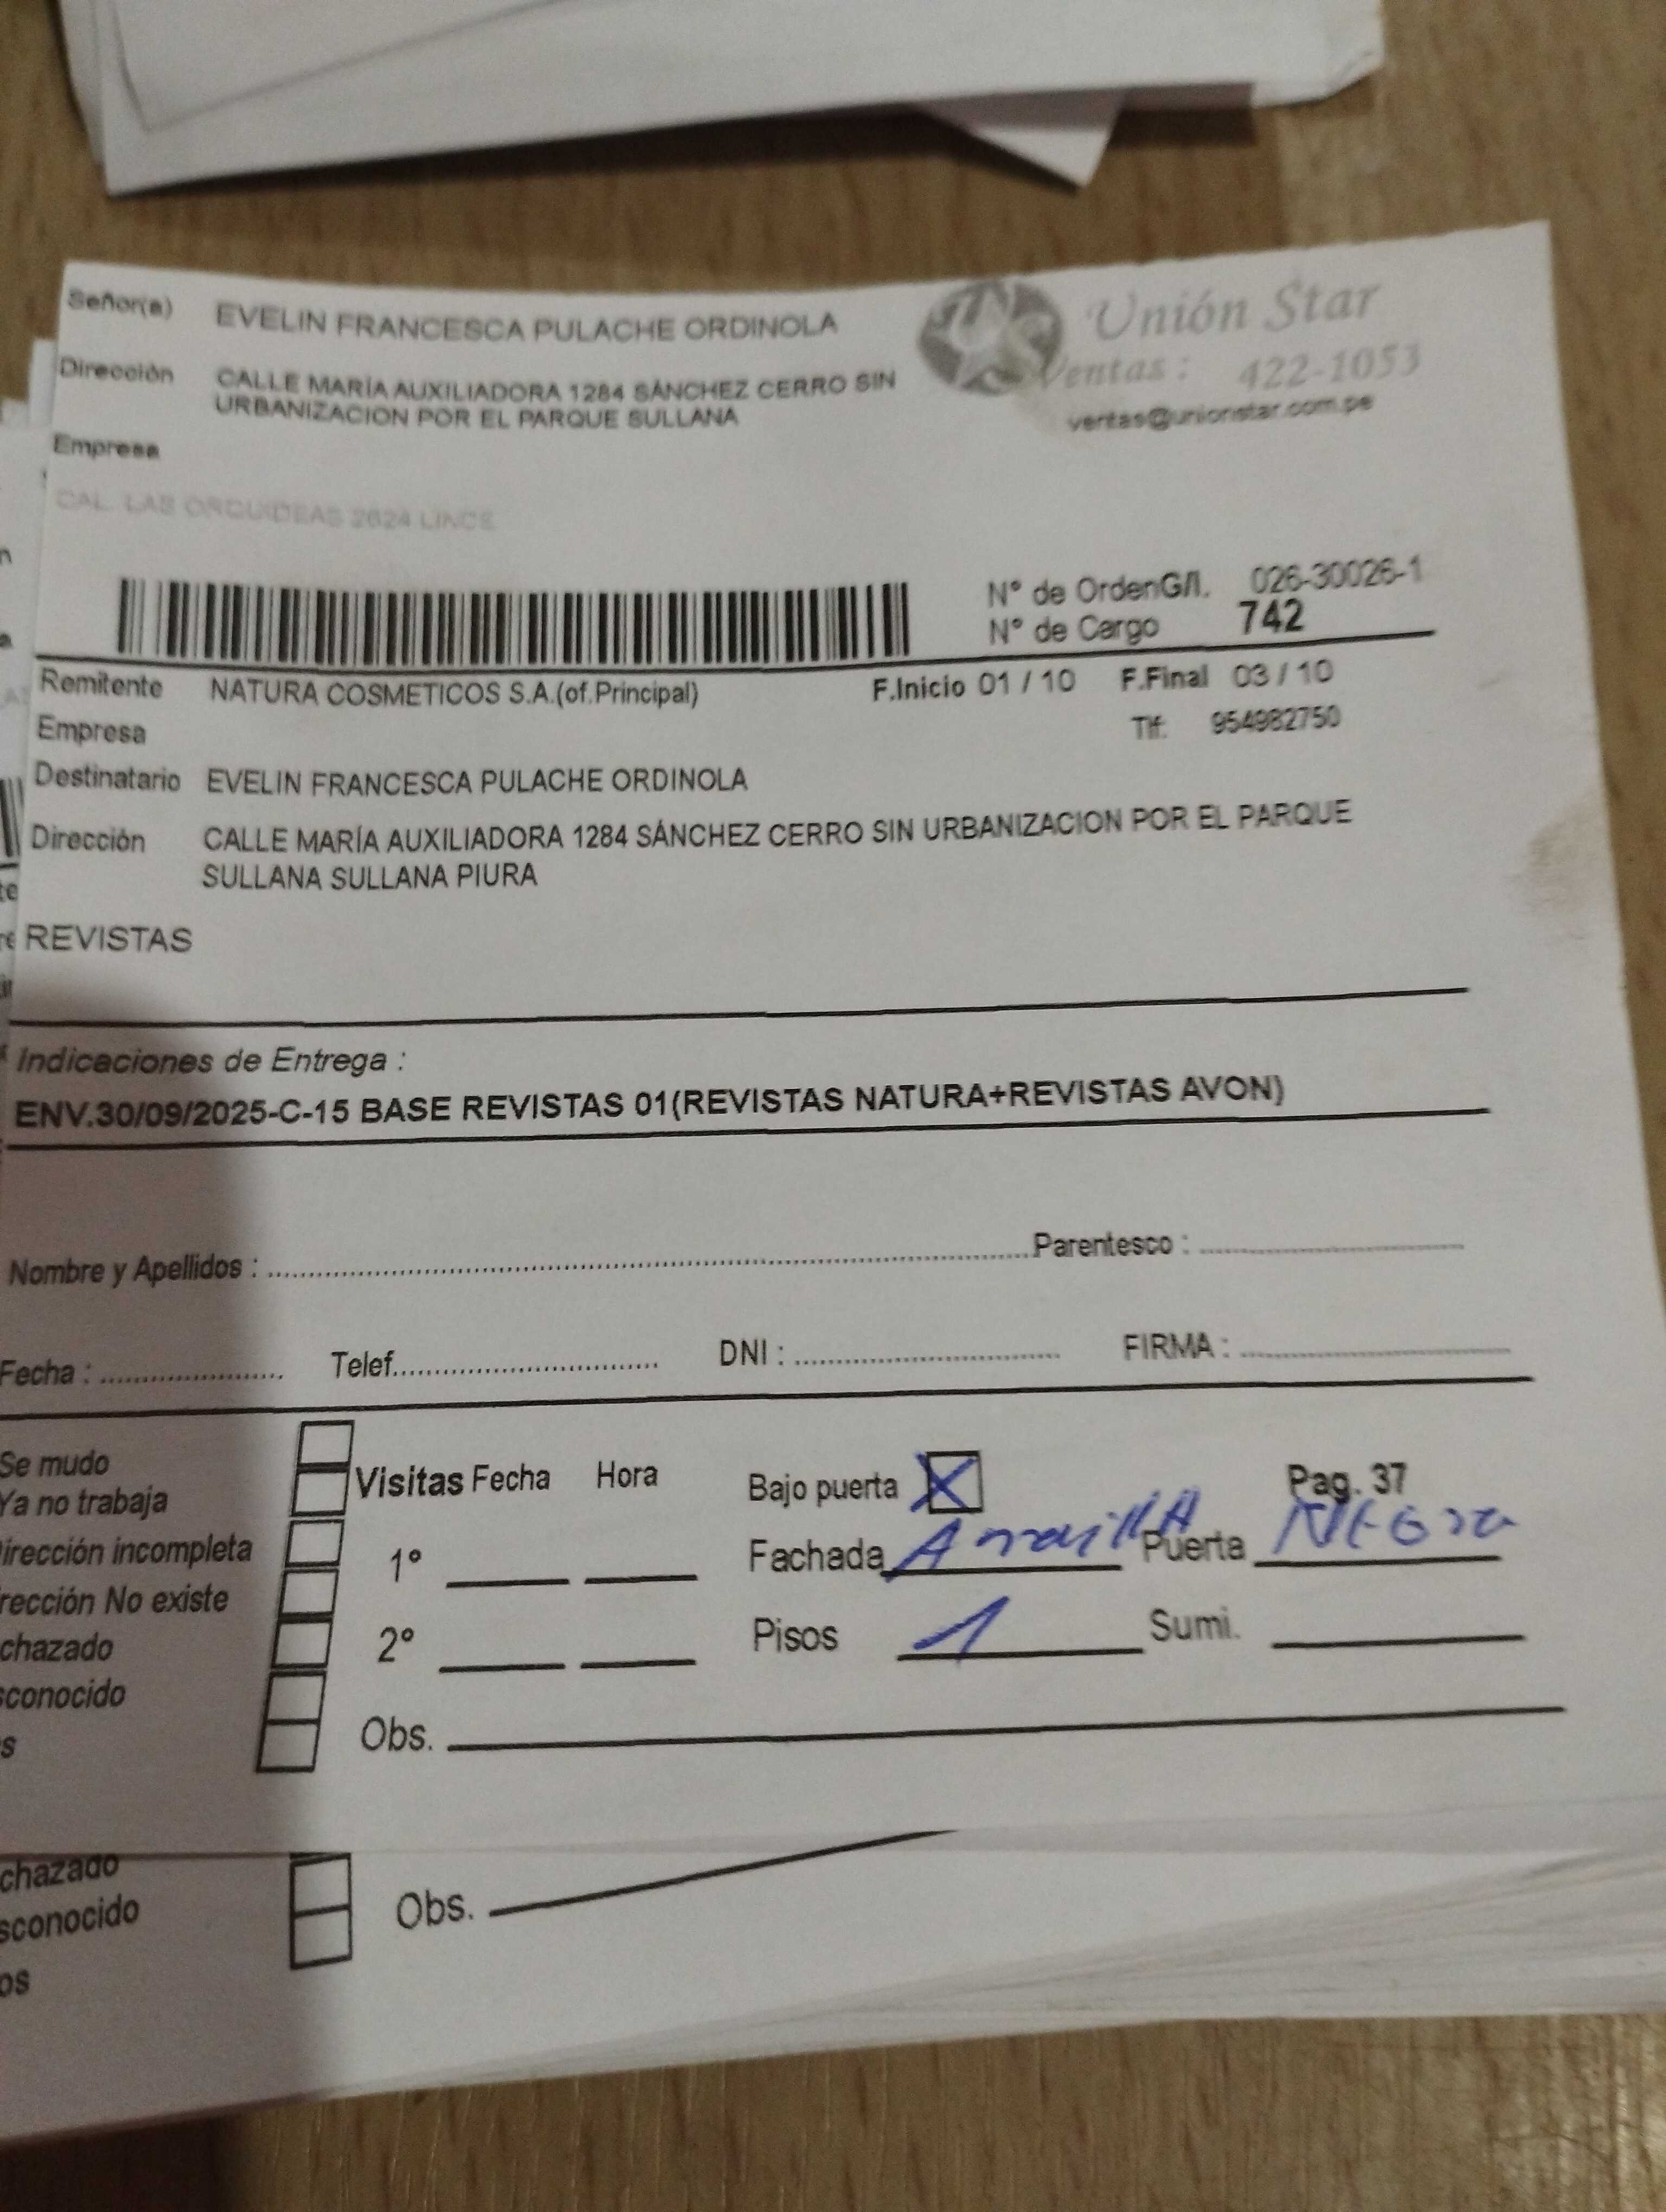 Señor(a) EVELIN FRANCESCA PULACHE ORDINOLA
Unión Star
Dirección CALLE MARÍA AUXILIADORA 1284 SÁNCHEZ CERRO SIN
URBANIZACION POR EL PARQUE SULLANA
Ventas : 422-1053
ventas@unionstar.com.pe
Empresa
CAL. LAS ORQUIDEAS 2624 LINCE
N° de OrdenG/I. 026-30026-1
N° de Cargo 742
Remitente NATURA COSMETICOS S.A.(of.Principal) F.Inicio 01 / 10 F.Final 03 / 10
Empresa Tlf: 954982750
Destinatario EVELIN FRANCESCA PULACHE ORDINOLA
Dirección CALLE MARÍA AUXILIADORA 1284 SÁNCHEZ CERRO SIN URBANIZACION POR EL PARQUE
SULLANA SULLANA PIURA
REVISTAS
Indicaciones de Entrega :
ENV.30/09/2025-C-15 BASE REVISTAS 01(REVISTAS NATURA+REVISTAS AVON)
Nombre y Apellidos : Parentesco :
Fecha : Telef. DNI : FIRMA :
Se mudo
Ya no trabaja
irección incompleta
rección No existe
chazado
sconocido
s
Visitas Fecha Hora
1°
2°
Obs.
Bajo puerta X Pag. 37
Fachada Puerta Negra
Pisos 1 Sumi.
chazado
sconocido
os
Obs.